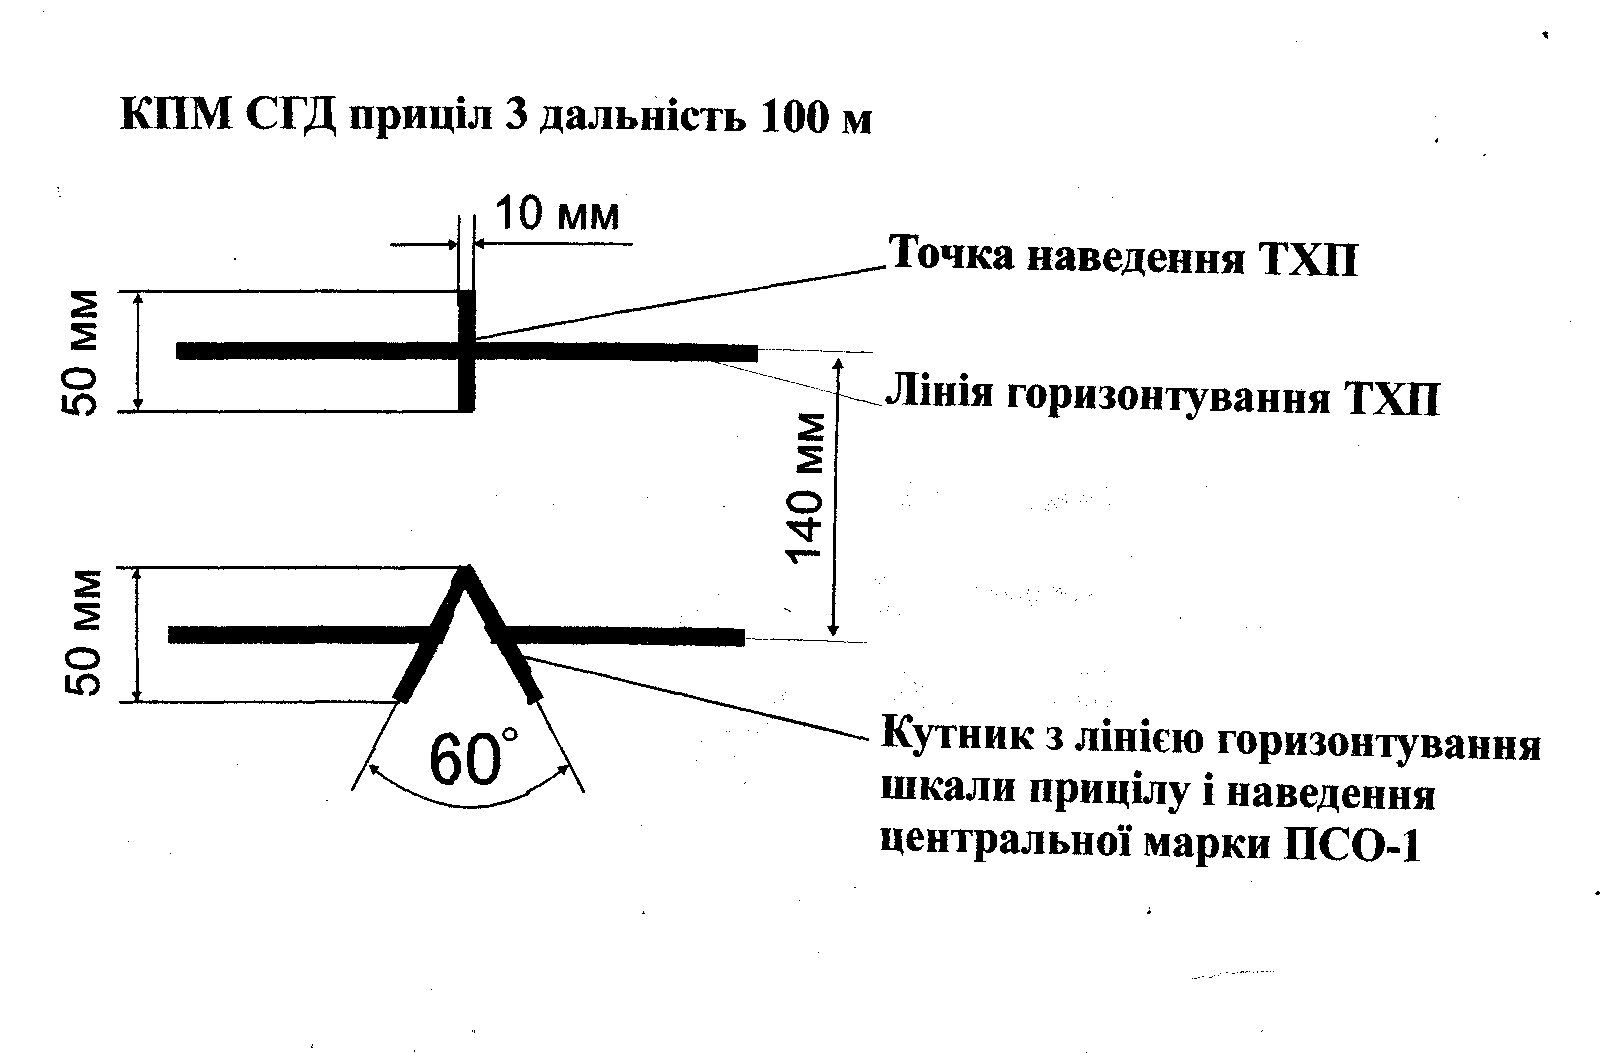 КПМ СГД приціл 3 дальність 100 м
10 мм
Точка наведення ТХП
50 мм
Лінія горизонтування ТХП
140 мм
50 мм
60°
Кутник з лінією горизонтування
шкали прицілу і наведення
центральної марки ПСО-1